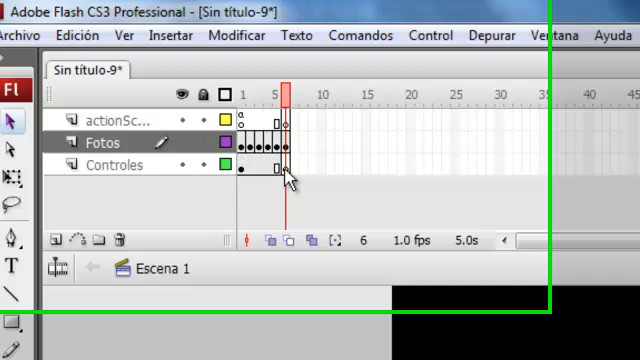 Adobe Flash CS3 Professional - [Sin título-9*]
Archivo Edición Ver Insertar Modificar Texto Comandos Control Depurar Ventana Ayuda
Sin título-9*
Fl
1 5 10 15 20 25 30 35 40 45
actionSc...
a
Fotos
Controles
6 1.0 fps 5.0s
Escena 1
T